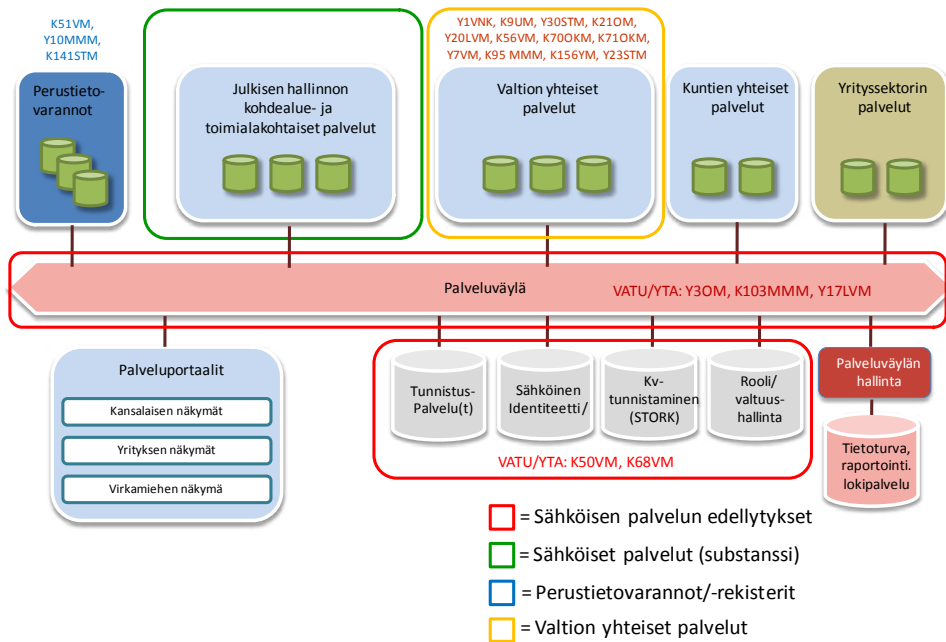 K51VM,
Y10MMM,
K141STM
Y1VNK, K9UM, Y30STM, K21OM,
Y20LVM, K56VM, K70OKM, K71OKM,
Y7VM, K95 MMM, K156YM, Y23STM
Perustieto-
varannot
Julkisen hallinnon
kohdealue- ja
toimialakohtaiset palvelut
Valtion yhteiset
palvelut
Kuntien yhteiset
palvelut
Yrityssektorin
palvelut
Palveluväylä
VATU/YTA: Y3OM, K103MMM, Y17LVM
Palveluportaalit
Kansalaisen näkymät
Yrityksen näkymät
Virkamiehen näkymä
Tunnistus-
Palvelu(t)
Sähköinen
Identiteetti/
Kv-
tunnistaminen
(STORK)
Rooli/
valtuus-
hallinta
VATU/YTA: K50VM, K68VM
Palveluväylän
hallinta
Tietoturva,
raportointi.
lokipalvelu
= Sähköisen palvelun edellytykset
= Sähköiset palvelut (substanssi)
= Perustietovarannot/-rekisterit
= Valtion yhteiset palvelut